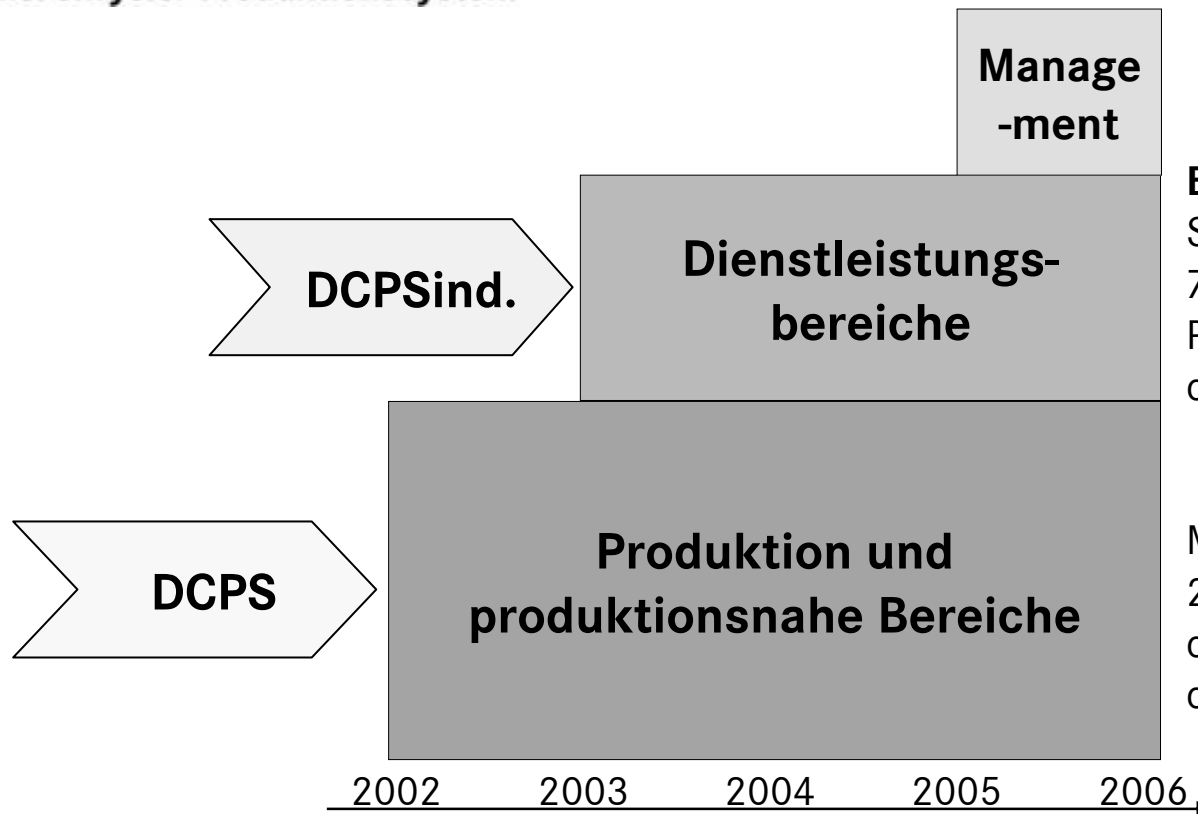 Manage
-ment
Dienstleistungs-
bereiche
DCPSind.
Produktion und
produktionsnahe Bereiche
DCPS
2002 2003 2004 2005 2006